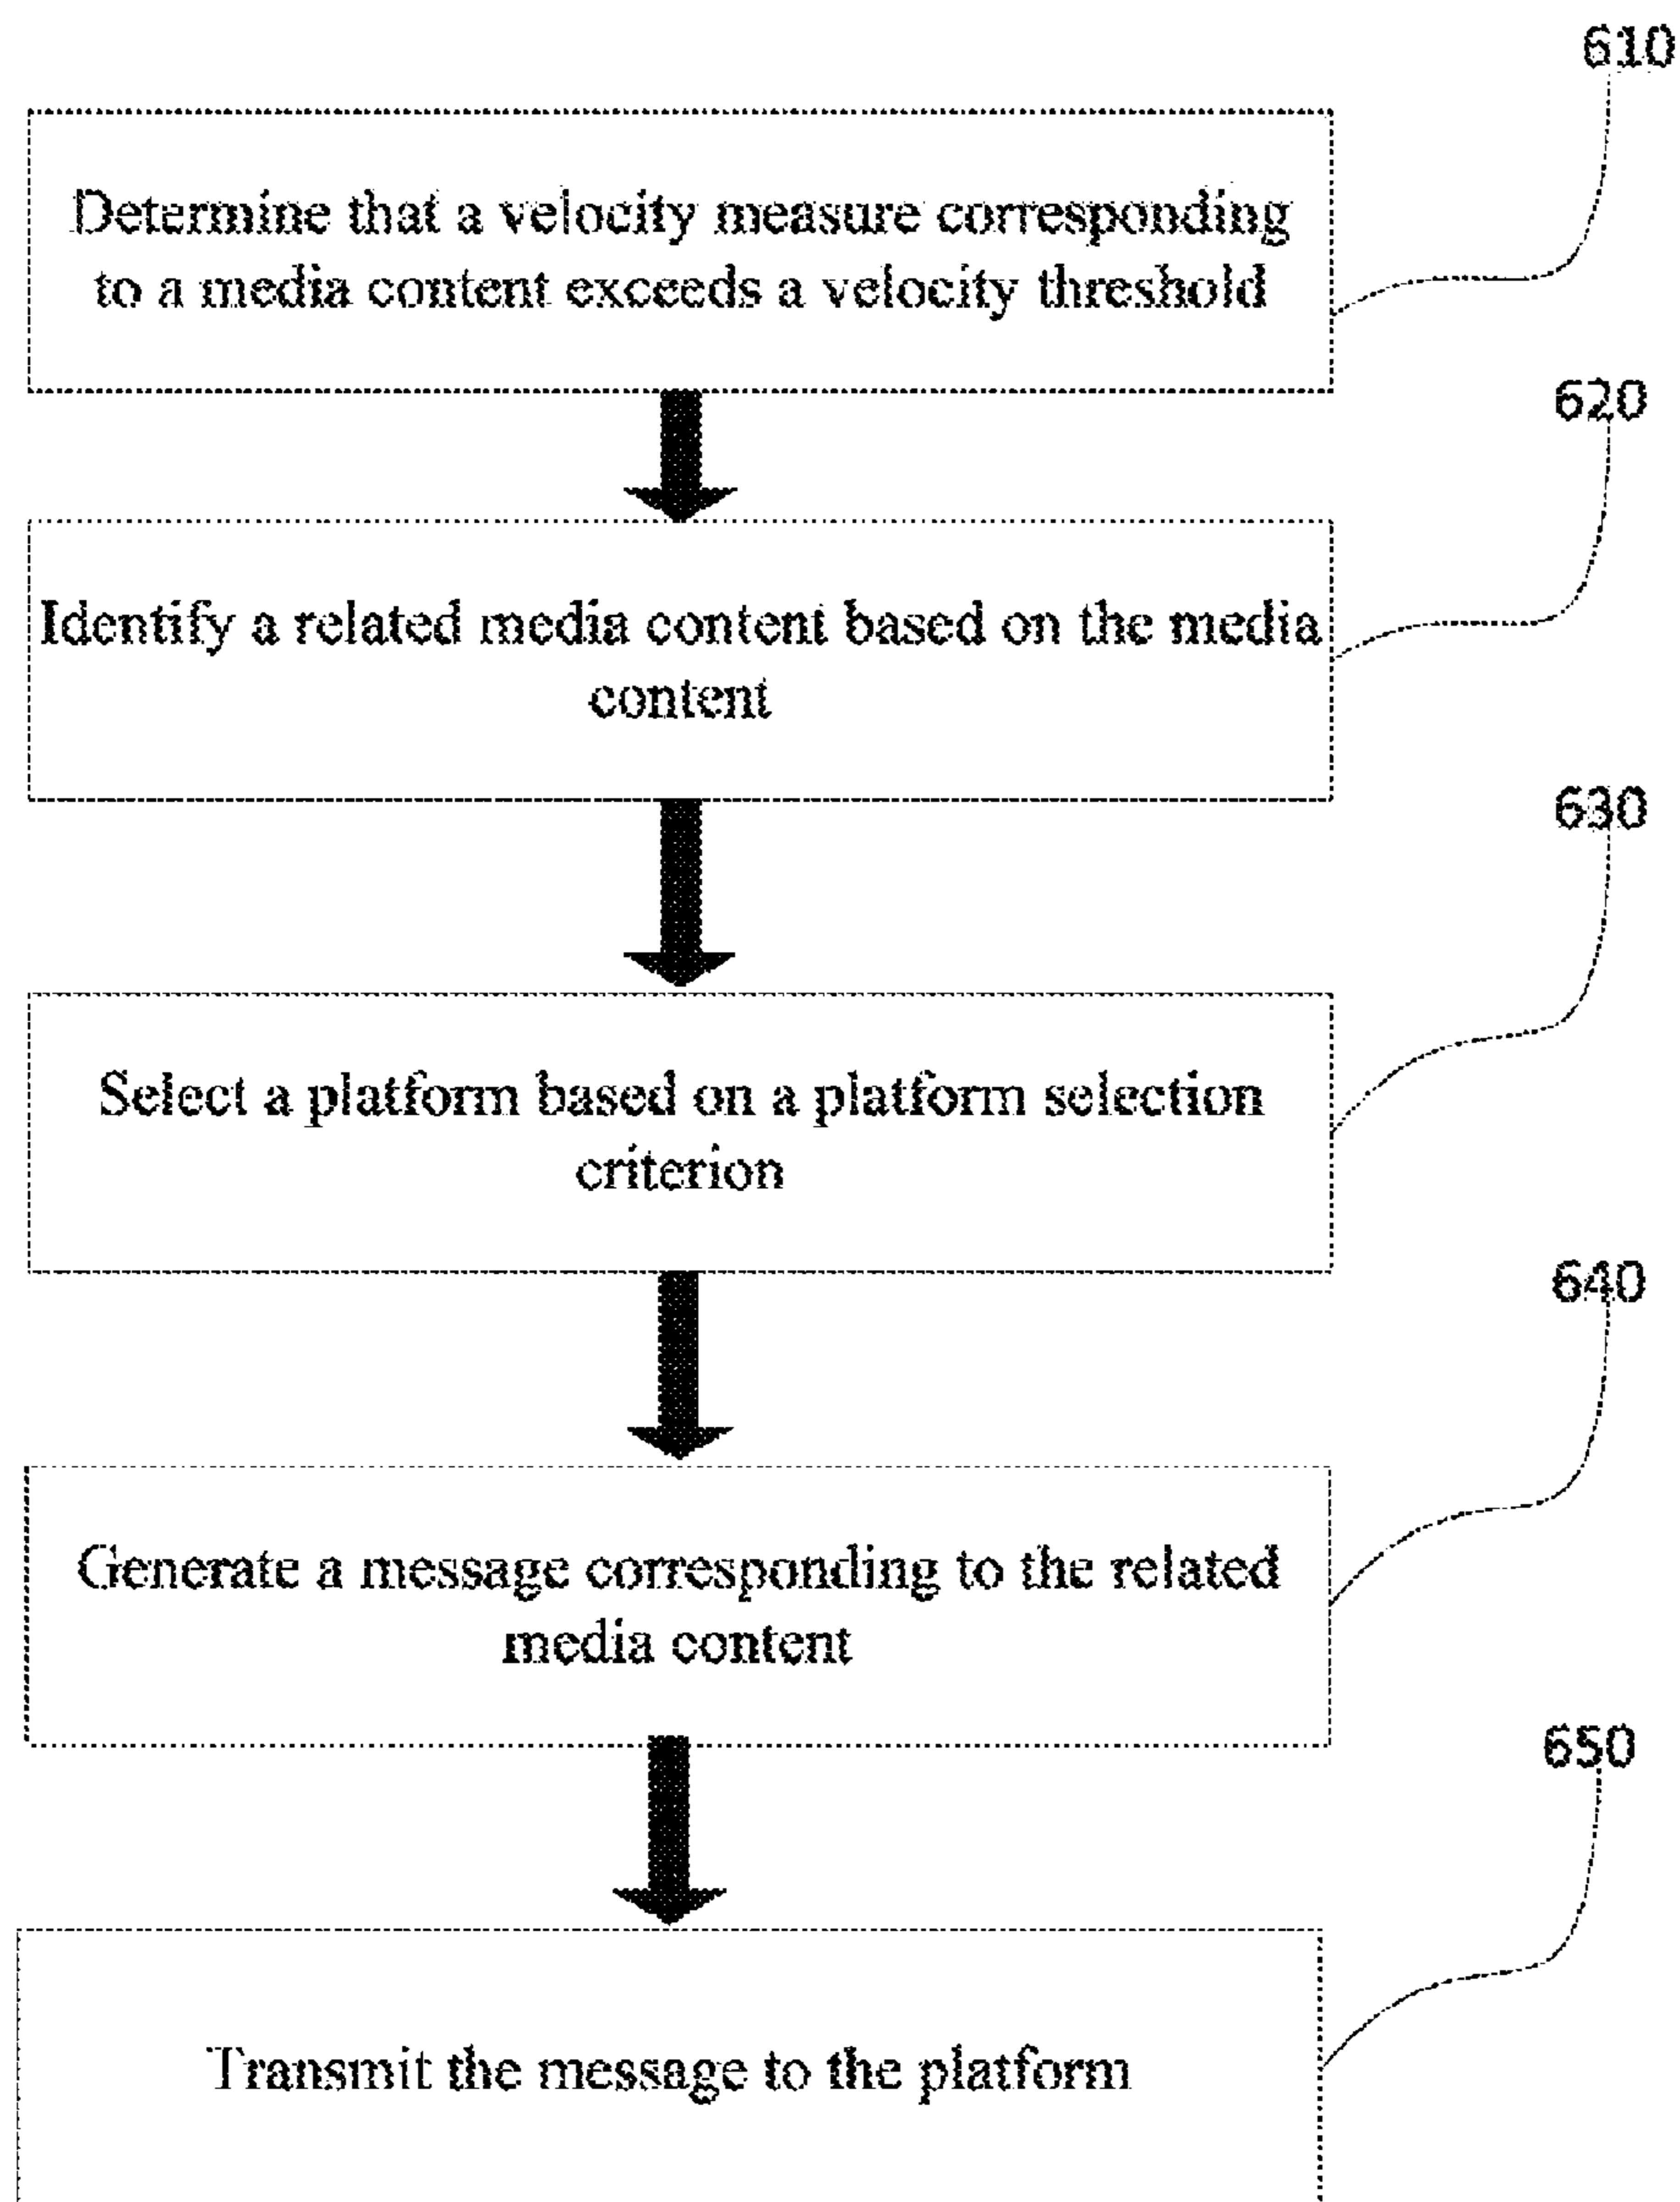 610
Determine that a velocity measure corresponding
to a media content exceeds a velocity threshold
620
Identify a related media content based on the media
content
630
Select a platform based on a platform selection
criterion
640
Generate a message corresponding to the related
media content
650
Transmit the message to the platform